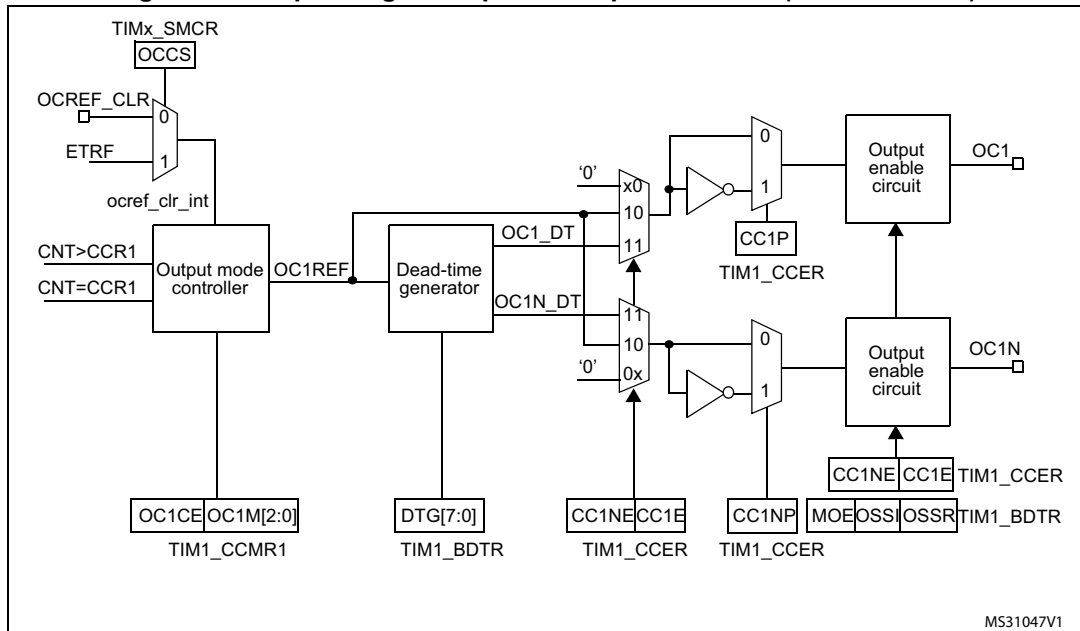 TIMx_SMCR
OCCS
OCREF_CLR
0
ETRF
1
ocref_clr_int
CNT>CCR1
CNT=CCR1
Output mode
controller
OC1REF
Dead-time
generator
OC1_DT
OC1N_DT
'0'
x0
10
11
11
10
'0'
0x
0
1
CC1P
TIM1_CCER
Output
enable
circuit
OC1
0
1
Output
enable
circuit
OC1N
CC1NE CC1E TIM1_CCER
OC1CE OC1M[2:0]
TIM1_CCMR1
DTG[7:0]
TIM1_BDTR
CC1NE CC1E
TIM1_CCER
CC1NP
TIM1_CCER
MOE OSSI OSSR TIM1_BDTR
MS31047V1